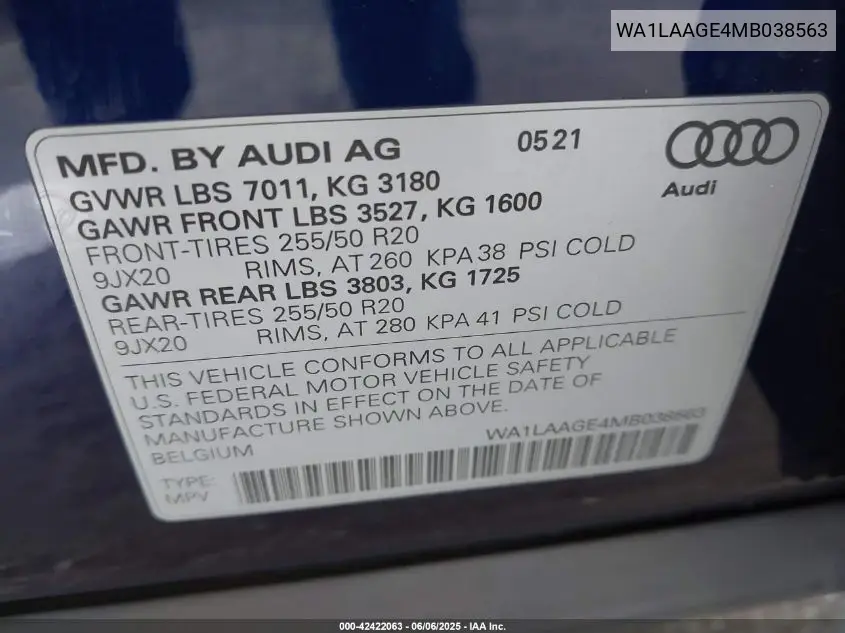 WA1LAAGE4MB038563
MFD. BY AUDI AG 0521
GVWR LBS 7011, KG 3180
Audi
GAWR FRONT LBS 3527, KG 1600
FRONT-TIRES 255/50 R20
9JX20 RIMS, AT 260 KPA 38 PSI COLD
GAWR REAR LBS 3803, KG 1725
REAR-TIRES 255/50 R20
9JX20 RIMS, AT 280 KPA 41 PSI COLD
THIS VEHICLE CONFORMS TO ALL APPLICABLE
U.S. FEDERAL MOTOR VEHICLE SAFETY
STANDARDS IN EFFECT ON THE DATE OF
MANUFACTURE SHOWN ABOVE.
BELGIUM WA1LAAGE4MB038563
TYPE:
MPV
000-42422063 - 06/06/2025 - IAA Inc.